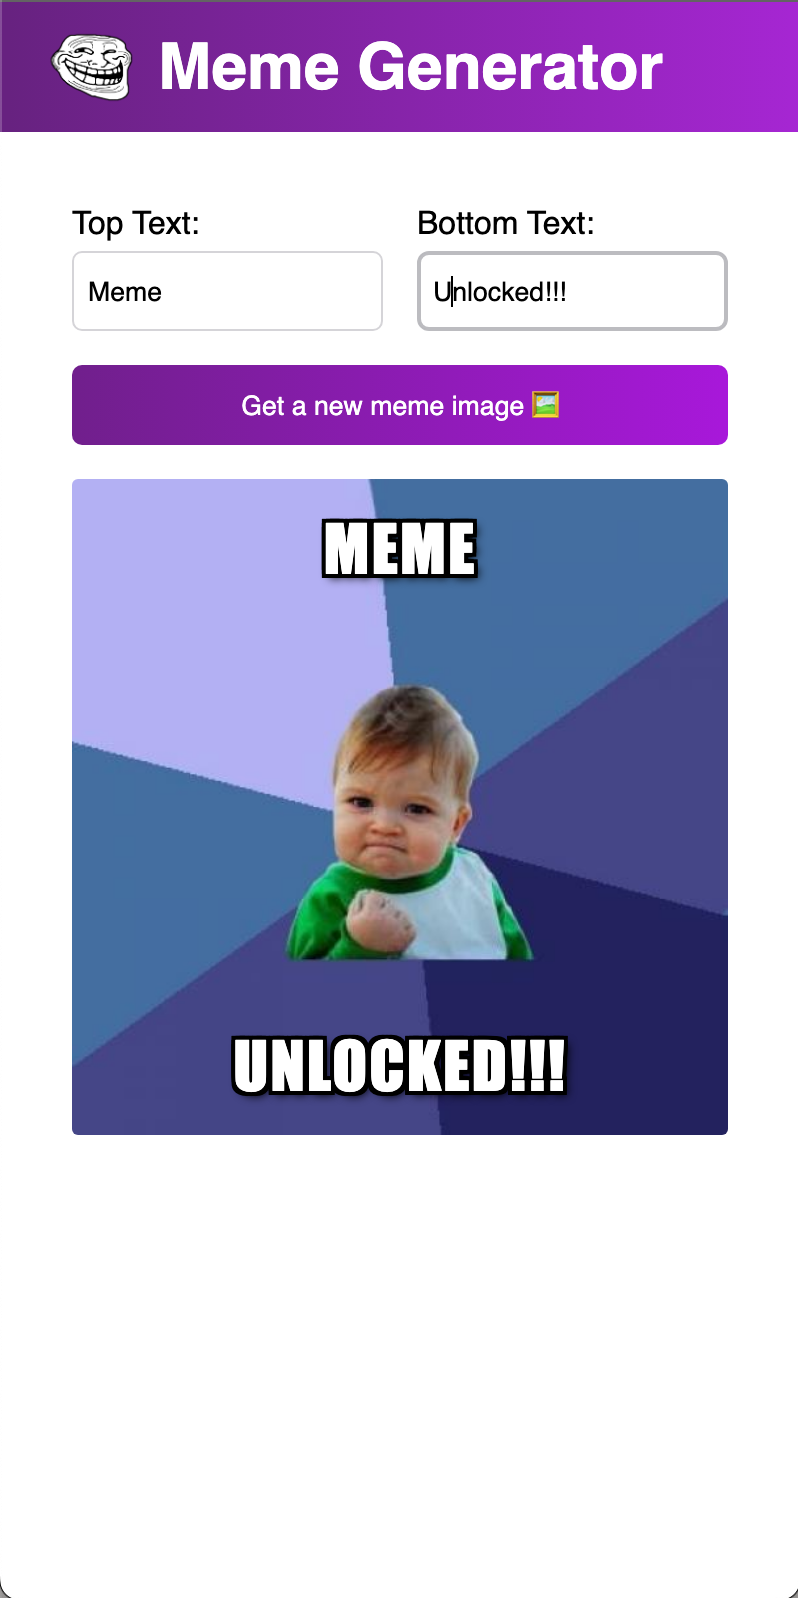 Meme Generator
Top Text:
Bottom Text:
Meme
Unlocked!!!
Get a new meme image 🖼️
MEME
UNLOCKED!!!